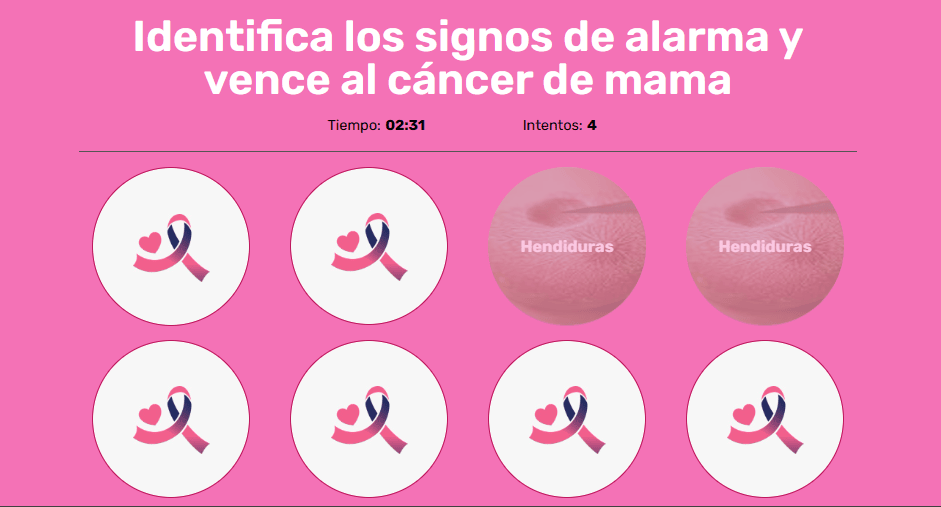 Identifica los signos de alarma y
vence al cáncer de mama
Tiempo: 02:31 Intentos: 4
Hendiduras Hendiduras